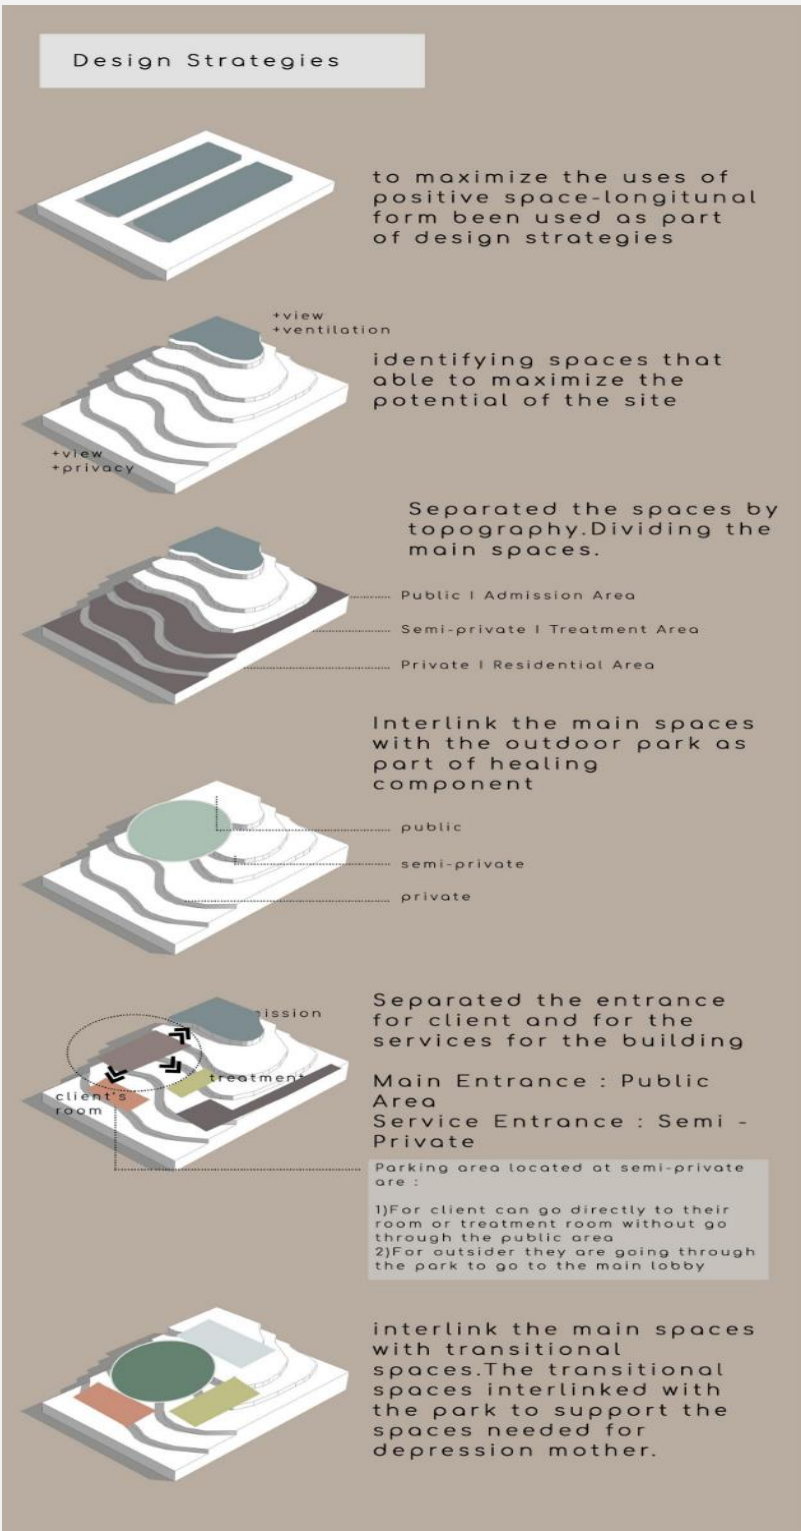 Design Strategies
to maximize the uses of
positive space-longitunal
form been used as part
of design strategies
+view
+ventilation
identifying spaces that
able to maximize the
potential of the site
+view
+privacy
Separated the spaces by
topography.Dividing the
main spaces.
Public I Admission Area
Semi-private I Treatment Area
Private I Residential Area
Interlink the main spaces
with the outdoor park as
part of healing
component
public
semi-private
private
Separated the entrance
for client and for the
services for the building
ission
treatment
client's
room
Main Entrance : Public
Area
Service Entrance : Semi -
Private
Parking area located at semi-private
are :
1)For client can go directly to their
room or treatment room without go
through the public area
2)For outsider they are going through
the park to go to the main lobby
interlink the main spaces
with transitional
spaces.The transitional
spaces interlinked with
the park to support the
spaces needed for
depression mother.